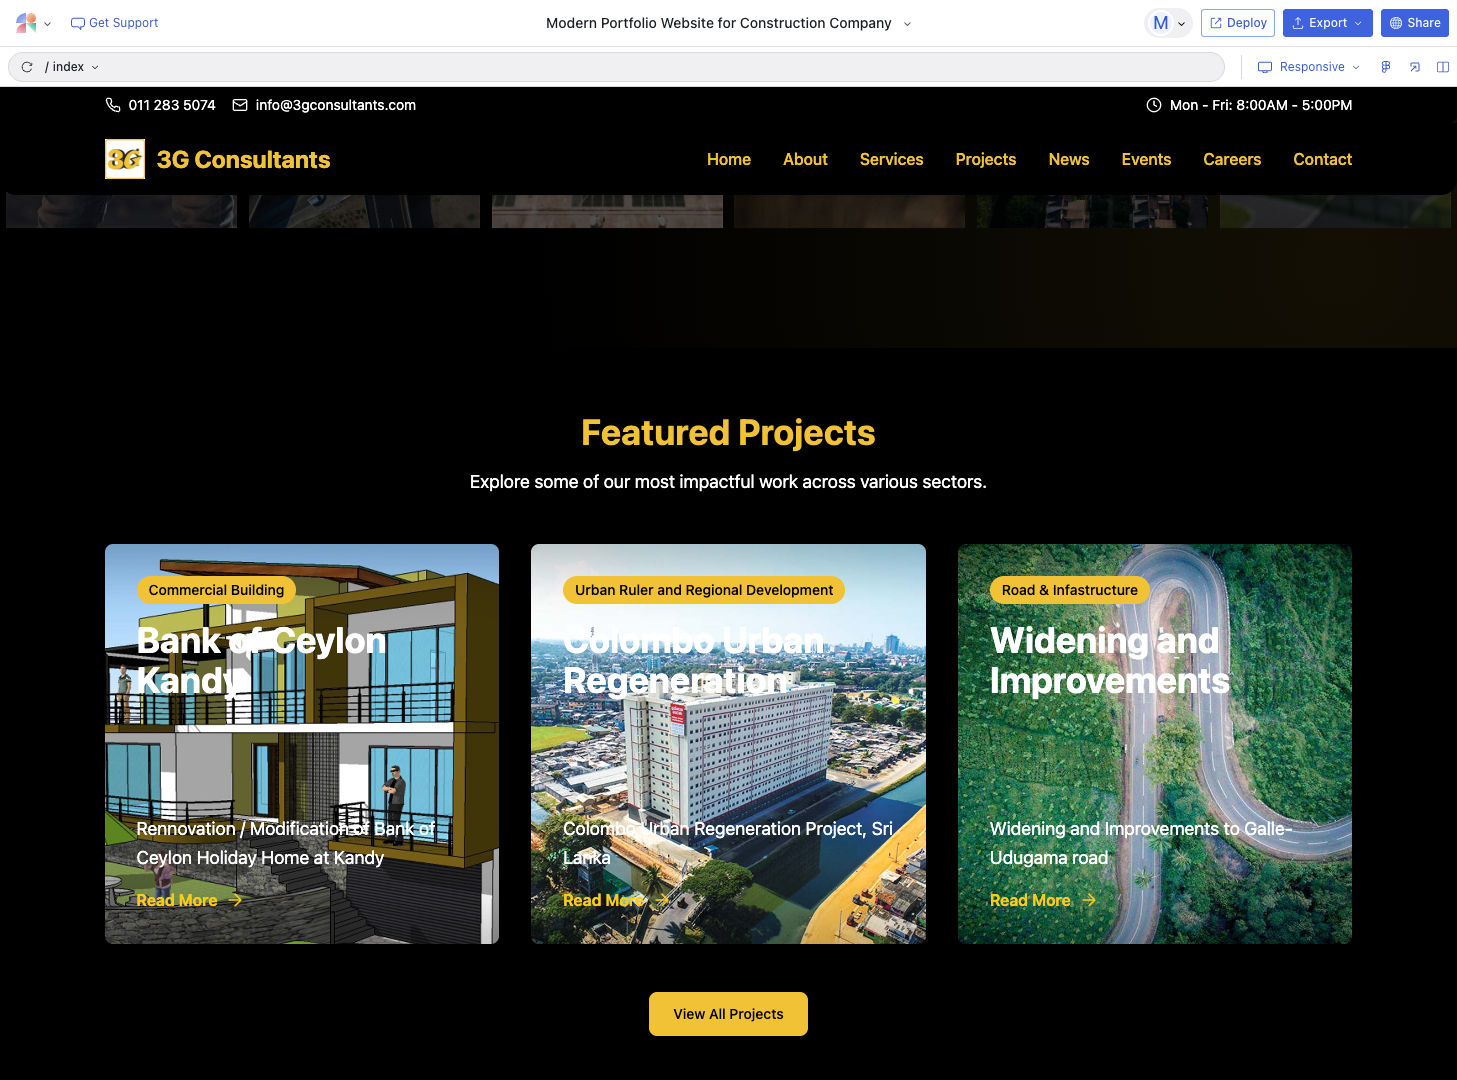 Get Support
Modern Portfolio Website for Construction Company
M
Deploy
Export
Share
/ index
Responsive
011 283 5074
info@3gconsultants.com
Mon - Fri: 8:00AM - 5:00PM
3G
3G Consultants
Home
About
Services
Projects
News
Events
Careers
Contact
Featured Projects
Explore some of our most impactful work across various sectors.
Commercial Building
Bank of Ceylon
Kandy
Rennovation / Modification of Bank of
Ceylon Holiday Home at Kandy
Read More
Urban Ruler and Regional Development
Colombo Urban
Regeneration
Colombo Urban Regeneration Project, Sri
Lanka
Read More
Road & Infastructure
Widening and
Improvements
Widening and Improvements to Galle-
Udugama road
Read More
View All Projects